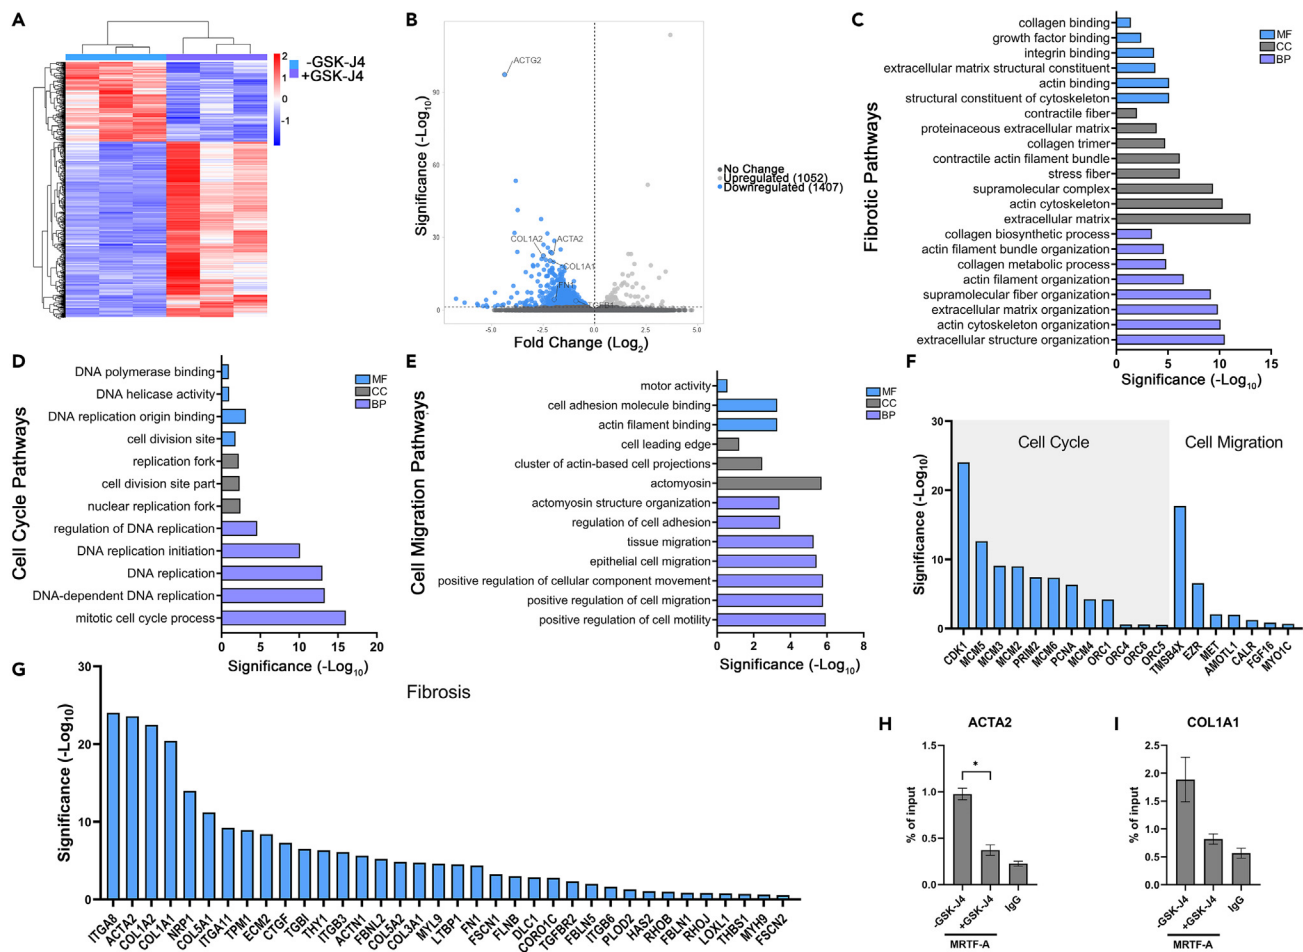 A
-GSK-J4
+GSK-J4
2
1
0
-1
B
Significance (-Log10)
90
60
30
0
ACTG2
COL1A2
ACTA2
COL1A1
FN1
-5.0
-2.5
0.0
2.5
5.0
Fold Change (Log2)
No Change
Upregulated (1052)
Downregulated (1407)
C
Fibrotic Pathways
collagen binding
growth factor binding
integrin binding
extracellular matrix structural constituent
actin binding
structural constituent of cytoskeleton
contractile fiber
proteinaceous extracellular matrix
collagen trimer
contractile actin filament bundle
stress fiber
supramolecular complex
actin cytoskeleton
extracellular matrix
collagen biosynthetic process
actin filament bundle organization
collagen metabolic process
actin filament organization
supramolecular fiber organization
extracellular matrix organization
actin cytoskeleton organization
extracellular structure organization
0
5
10
15
Significance (-Log10)
MF
CC
BP
D
Cell Cycle Pathways
DNA polymerase binding
DNA helicase activity
DNA replication origin binding
cell division site
replication fork
cell division site part
nuclear replication fork
regulation of DNA replication
DNA replication initiation
DNA replication
DNA-dependent DNA replication
mitotic cell cycle process
0
5
10
15
20
Significance (-Log10)
MF
CC
BP
E
Cell Migration Pathways
motor activity
cell adhesion molecule binding
actin filament binding
cell leading edge
cluster of actin-based cell projections
actomyosin
actomyosin structure organization
regulation of cell adhesion
tissue migration
epithelial cell migration
positive regulation of cellular component movement
positive regulation of cell migration
positive regulation of cell motility
0
2
4
6
8
Significance (-Log10)
MF
CC
BP
F
Significance (-Log10)
30
20
10
0
Cell Cycle
Cell Migration
CDK1
MCM5
MCM3
MCM2
PRIM2
MCM6
PCNA
MCM4
ORC1
ORC4
ORC6
ORC5
TMSB4X
EZR
MET
AMOTL1
CALR
FGF16
MYO1C
G
Significance (-Log10)
30
20
10
0
Fibrosis
ITGA8
ACTA2
COL1A2
COL1A1
NRP1
COL5A1
ITGA11
TPM1
ECM2
CTGF
TGBI
THY1
ITGB3
ACTN1
FBNL2
COL5A2
COL3A1
MYL9
LTBP1
FN1
FSCN1
FLNB
DLC1
CORO1C
TGFBR2
FBLN5
ITGB6
PLOD2
HAS2
RHOB
FBLN1
RHOJ
LOXL1
THBS1
MYH9
FSCN2
H
ACTA2
% of input
1.5
1.0
0.5
0.0
*
-GSK-J4
+GSK-J4
IgG
MRTF-A
I
COL1A1
% of input
2.5
2.0
1.5
1.0
0.5
0.0
-GSK-J4
+GSK-J4
IgG
MRTF-A